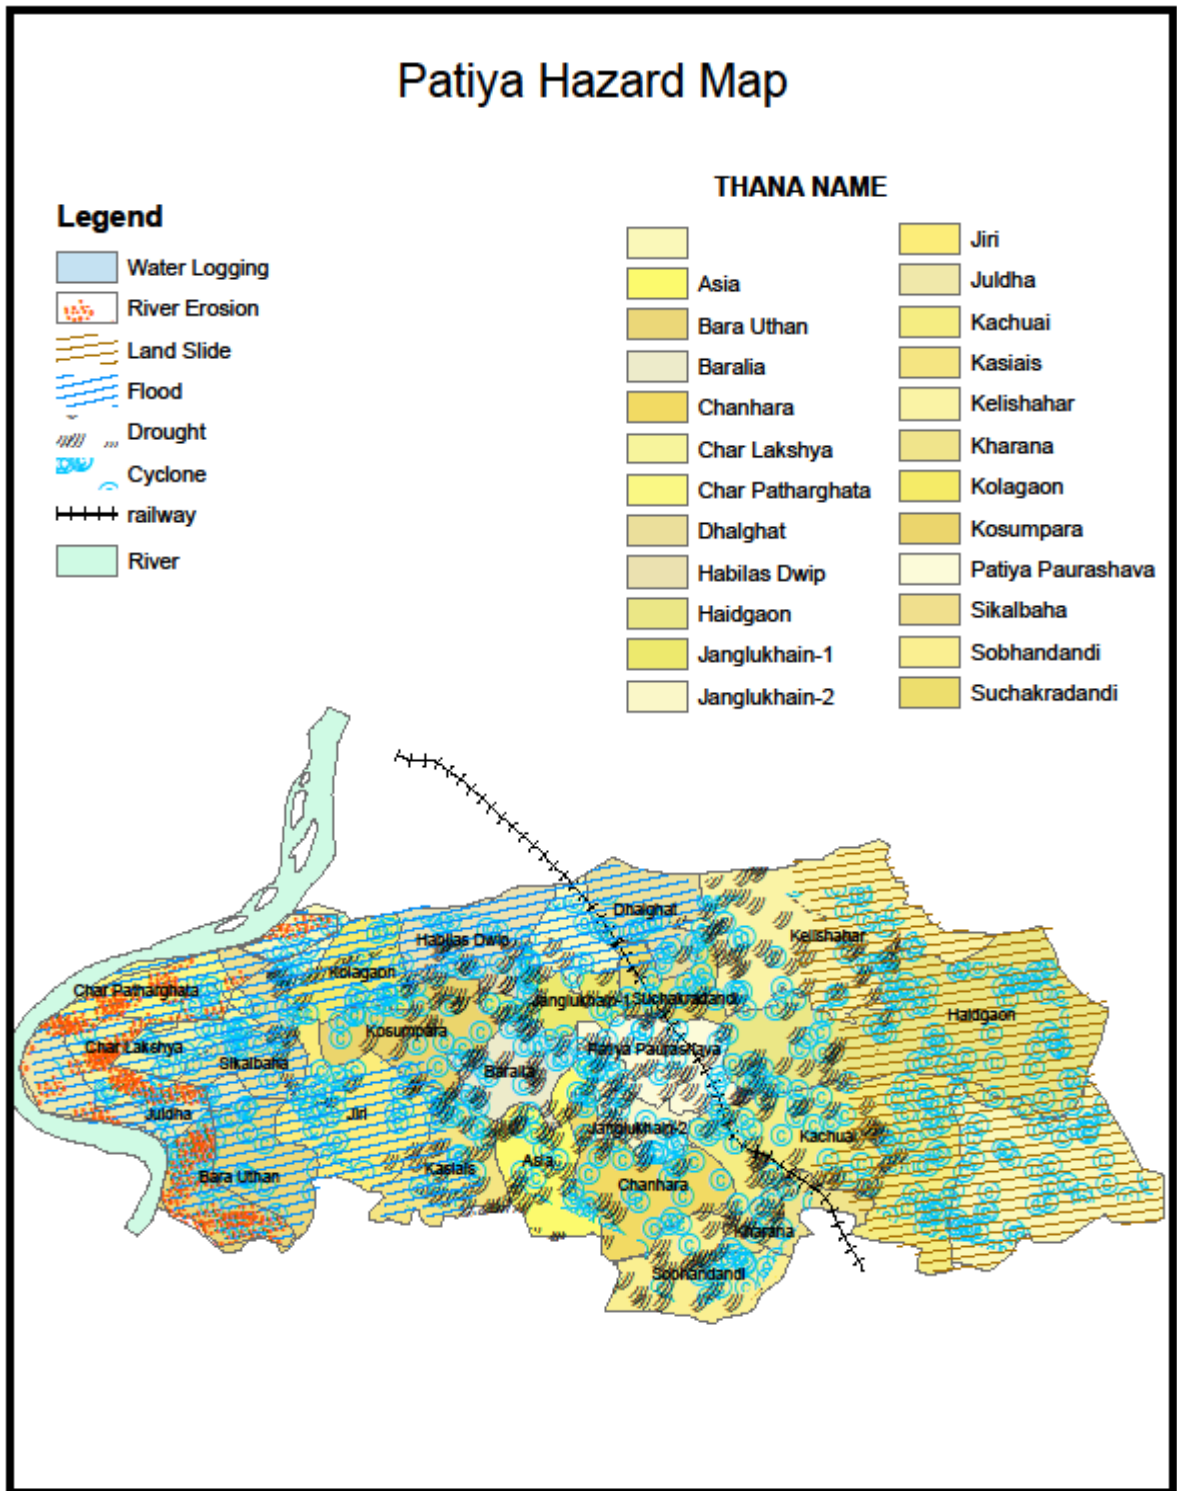 Patiya Hazard Map
Legend
Water Logging
River Erosion
Land Slide
Flood
Drought
Cyclone
railway
River
THANA NAME
Asia
Bara Uthan
Baralia
Chanhara
Char Lakshya
Char Patharghata
Dhalghat
Habilas Dwip
Haidgaon
Janglukhain-1
Janglukhain-2
Jiri
Juldha
Kachuai
Kasiais
Kelishahar
Kharana
Kolagaon
Kosumpara
Patiya Paurashava
Sikalbaha
Sobhandandi
Suchakradandi
Dhalghat
Habilas Dwip
Kelishahar
Kolagaon
Char Patharghata
Janglukhain-1
Suchakradandi
Haidgaon
Kosumpara
Char Lakshya
Patiya Paurashava
Sikalbaha
Baralia
Juldha
Jiri
Janglukhain-2
Kachuai
Asia
Kasiais
Bara Uthan
Chanhara
Kharana
Sobhandandi